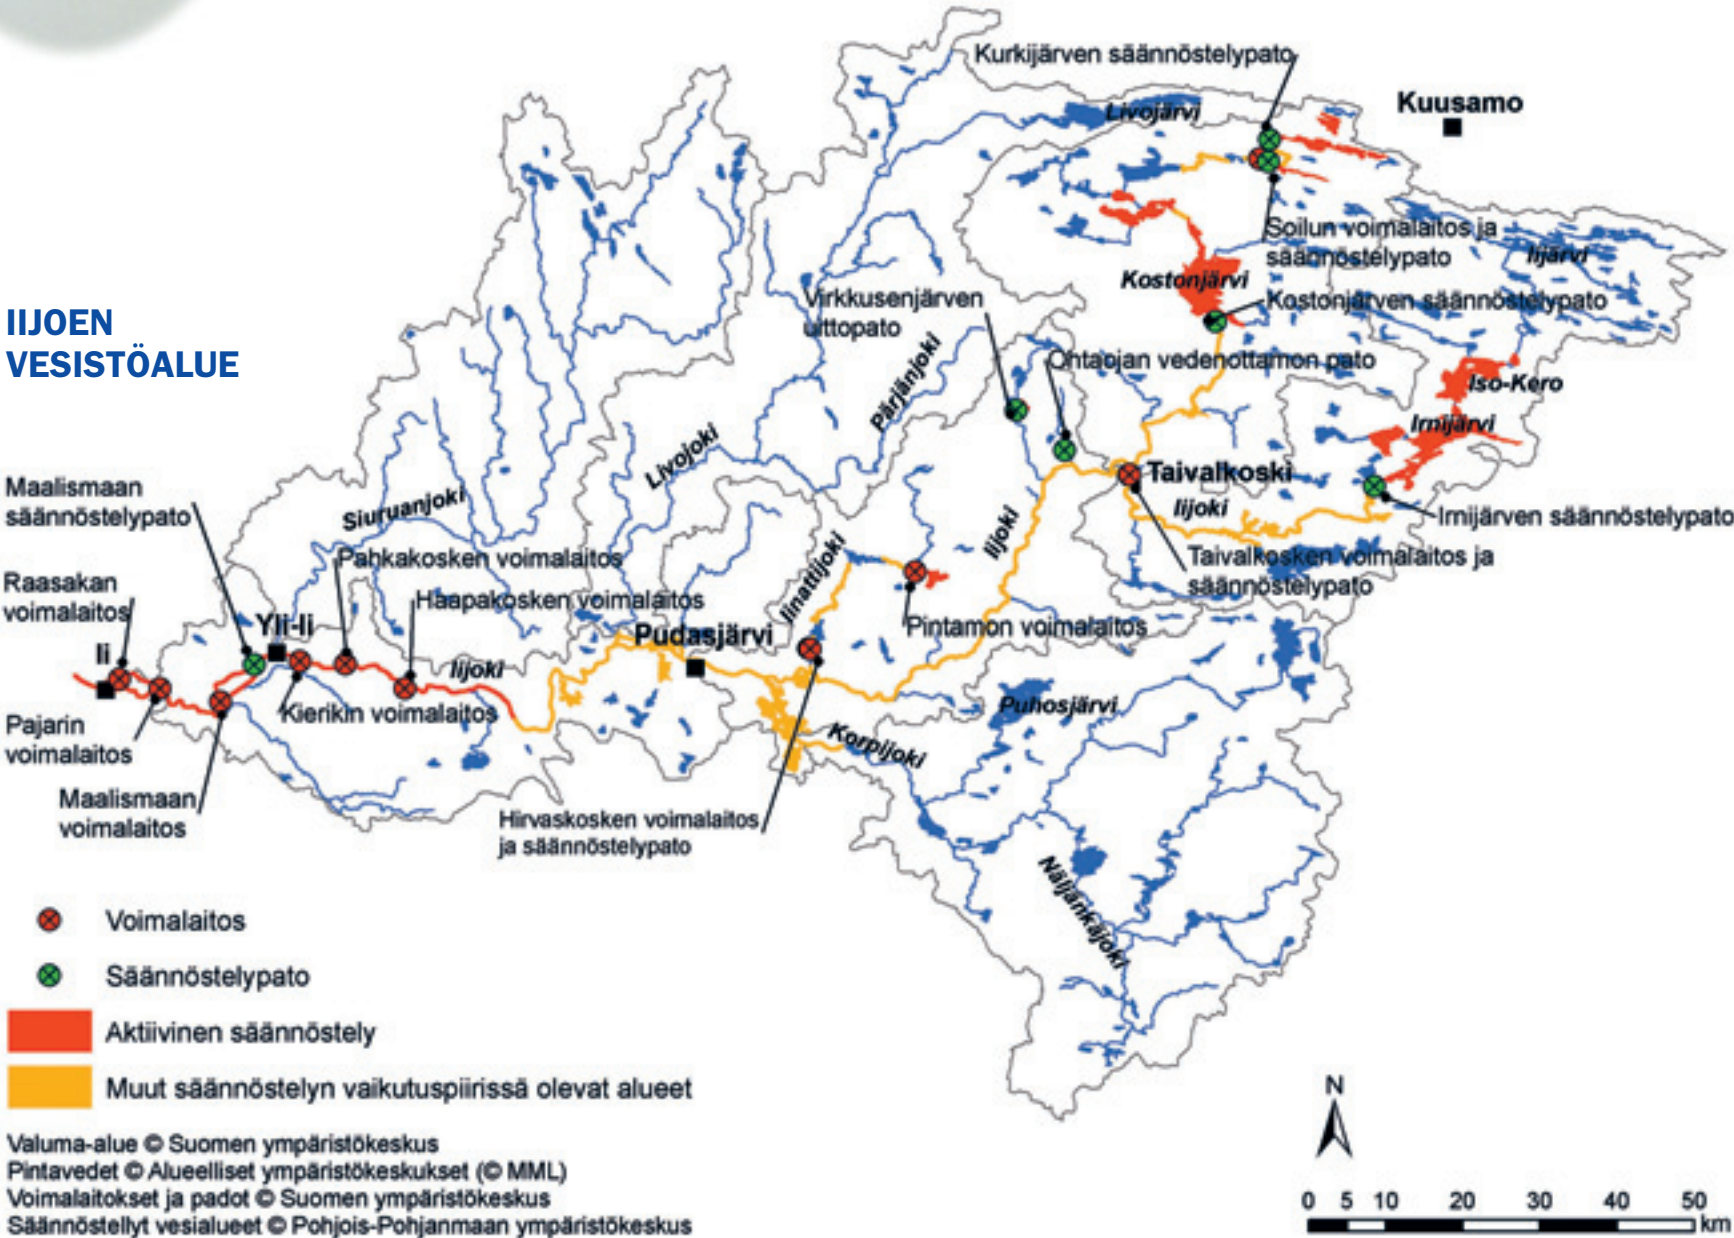 IIJOEN
VESISTÖALUE
Kurkijärven säännöstelypato
Kuusamo
Livojärvi
Soilun voimalaitos ja
säännöstelypato
Iijärvi
Kostonjärvi
Kostonjärven säännöstelypato
Virkkusenjärven
uittopato
Ohtaojan vedenottamon pato
Pärjänjoki
Iso-Kero
Irnijärvi
Livojoki
Taivalkoski
Iijoki
Irnijärven säännöstelypato
Taivalkosken voimalaitos ja
säännöstelypato
Maalismaan
säännöstelypato
Siuruanjoki
Pahkakosken voimalaitos
Iinattijoki
Iijoki
Raasakan
voimalaitos
Haapakosken voimalaitos
Yli-Ii
Pudasjärvi
Pintamon voimalaitos
Ii
Iijoki
Pajarin
voimalaitos
Kierikin voimalaitos
Puhosjärvi
Korpijoki
Maalismaan
voimalaitos
Hirvaskosken voimalaitos
ja säännöstelypato
Näljänkäjoki
Voimalaitos
Säännöstelypato
Aktiivinen säännöstely
Muut säännöstelyn vaikutuspiirissä olevat alueet
Valuma-alue © Suomen ympäristökeskus
Pintavedet © Alueelliset ympäristökeskukset (© MML)
Voimalaitokset ja padot © Suomen ympäristökeskus
Säännöstellyt vesialueet © Pohjois-Pohjanmaan ympäristökeskus
N
0 5 10 20 30 40 50
km